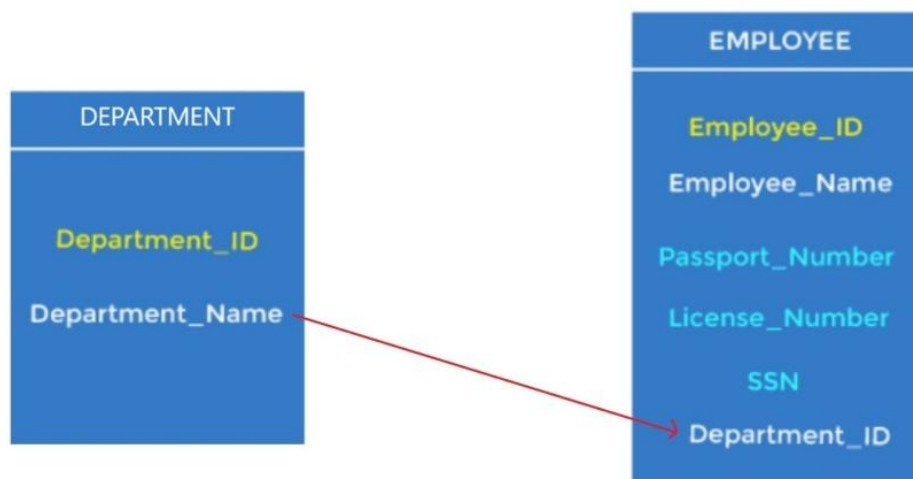 DEPARTMENT
Department_ID
Department_Name
EMPLOYEE
Employee_ID
Employee_Name
Passport_Number
License_Number
SSN
Department_ID